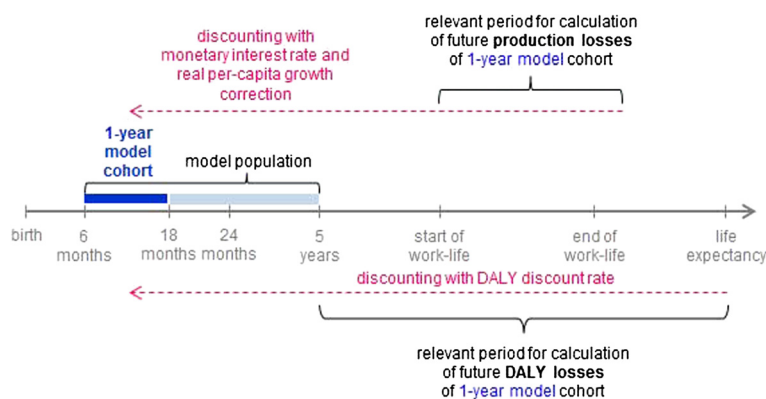 relevant period for calculation
of future production losses
of 1-year model cohort
discounting with
monetary interest rate and
real per-capita growth
correction
1-year
model
cohort
model population
birth
6
months
18
months
24
months
5
years
start of
work-life
end of
work-life
life
expectancy
discounting with DALY discount rate
relevant period for calculation
of future DALY losses
of 1-year model cohort